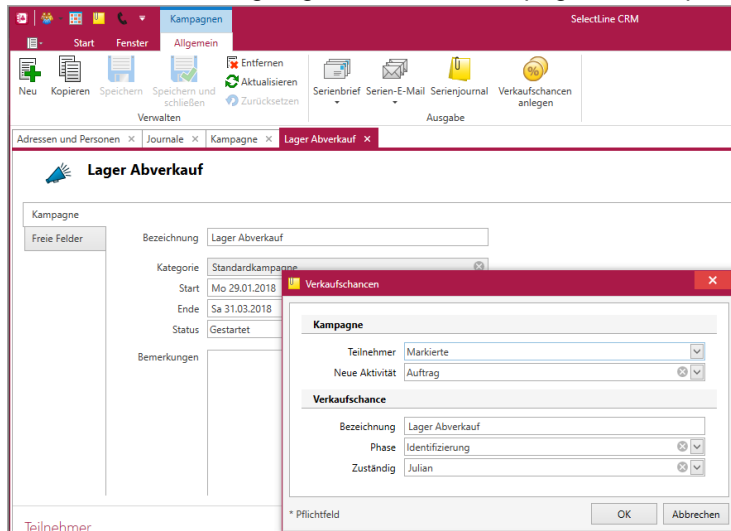 Kampagnen SelectLine CRM
Start Fenster Allgemein
Neu Kopieren Speichern Speichern und schließen Entfernen Aktualisieren Zurücksetzen Serienbrief Serien-E-Mail Serienjournal Verkaufschancen anlegen
Verwalten Ausgabe
Adressen und Personen × Journale × Kampagne × Lager Abverkauf ×
Lager Abverkauf
Kampagne
Freie Felder
Bezeichnung Lager Abverkauf
Kategorie Standardkampagne
Start Mo 29.01.2018
Ende Sa 31.03.2018
Status Gestartet
Bemerkungen
Verkaufschancen
Kampagne
Teilnehmer Markierte
Neue Aktivität Auftrag
Verkaufschance
Bezeichnung Lager Abverkauf
Phase Identifizierung
Zuständig Julian
* Pflichtfeld OK Abbrechen
Teilnehmer